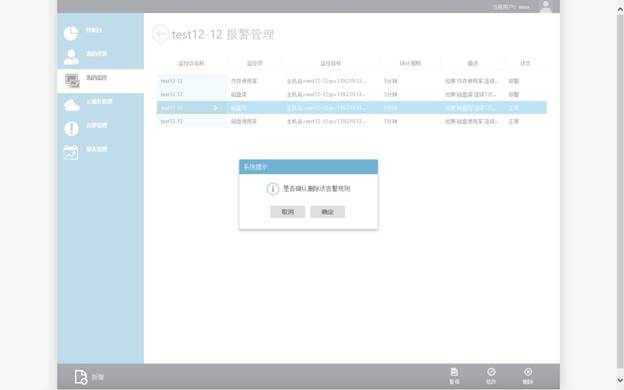 当前用户:
控制台
我的资源
我的监控
云服务管理
告警管理
报表管理
test12-12 报警管理
监控点名称 监控项 监控目标 统计周期 概述 状态
test12-12 内存使用率 主机名:test12-12;ip:139.219.13... 5分钟 如果'内存使用率'连续... 报警
test12-12 磁盘读 主机名:test12-12;ip:139.219.13... 5分钟 如果'磁盘读'连续1次... 报警
test12-12 磁盘写 主机名:test12-12;ip:139.219.13... 5分钟 如果'磁盘写'连续1次... 正常
test12-12 磁盘使用率 主机名:test12-12;ip:139.219.13... 5分钟 如果'磁盘使用率'连续... 正常
系统提示
是否确认删除该告警规则
取消 确定
新增
暂停 修改 删除